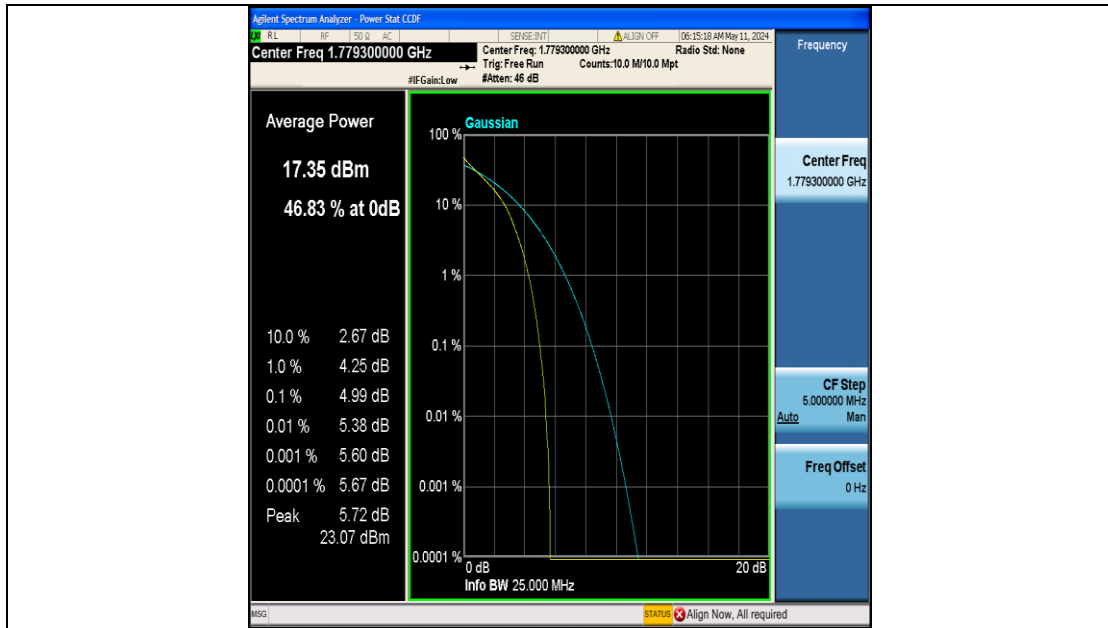 Agilent Spectrum Analyzer - Power Stat CCDF
RL RF 50 Ω AC SENSE:INT ALIGN OFF 06:15:18 AM May 11, 2024
Center Freq 1.779300000 GHz
Center Freq: 1.779300000 GHz Radio Std: None
Trig: Free Run Counts:10.0 M/10.0 Mpt
#IFGain:Low #Atten: 46 dB
Frequency
Average Power
17.35 dBm
46.83 % at 0dB
10.0 % 2.67 dB
1.0 % 4.25 dB
0.1 % 4.99 dB
0.01 % 5.38 dB
0.001 % 5.60 dB
0.0001 % 5.67 dB
Peak 5.72 dB
23.07 dBm
Gaussian
100 %
10 %
1 %
0.1 %
0.01 %
0.001 %
0.0001 %
0 dB 20 dB
Info BW 25.000 MHz
Center Freq
1.779300000 GHz
CF Step
5.000000 MHz
Auto Man
Freq Offset
0 Hz
MSG STATUS Align Now, All required